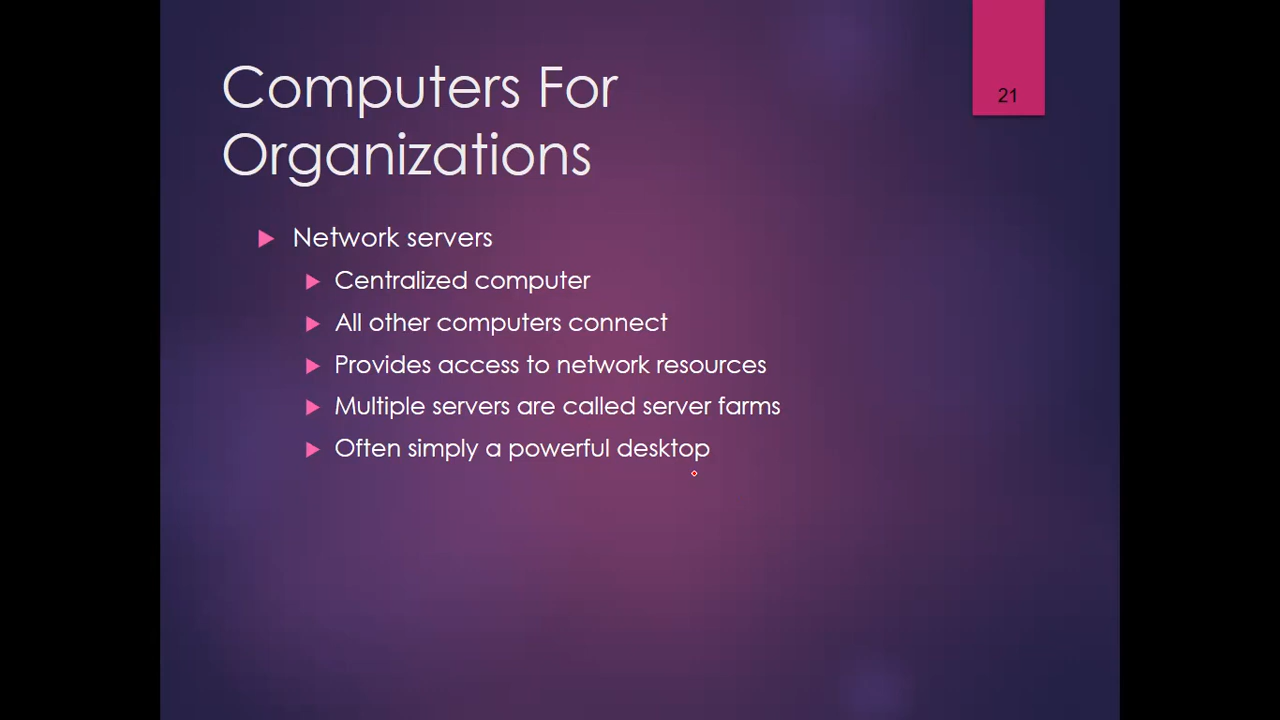 Computers For
Organizations
21
Network servers
Centralized computer
All other computers connect
Provides access to network resources
Multiple servers are called server farms
Often simply a powerful desktop